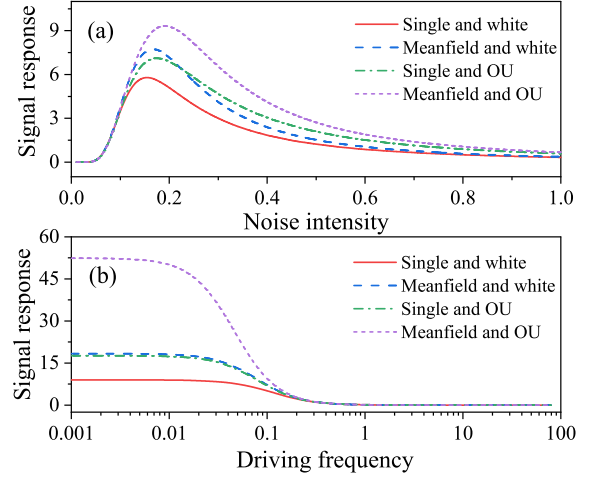 (a)
Signal response
9
6
3
0
Single and white
Meanfield and white
Single and OU
Meanfield and OU
0.0 0.2 0.4 0.6 0.8 1.0
Noise intensity
(b)
Signal response
60
45
30
15
0
Single and white
Meanfield and white
Single and OU
Meanfield and OU
0.001 0.01 0.1 1 10 100
Driving frequency